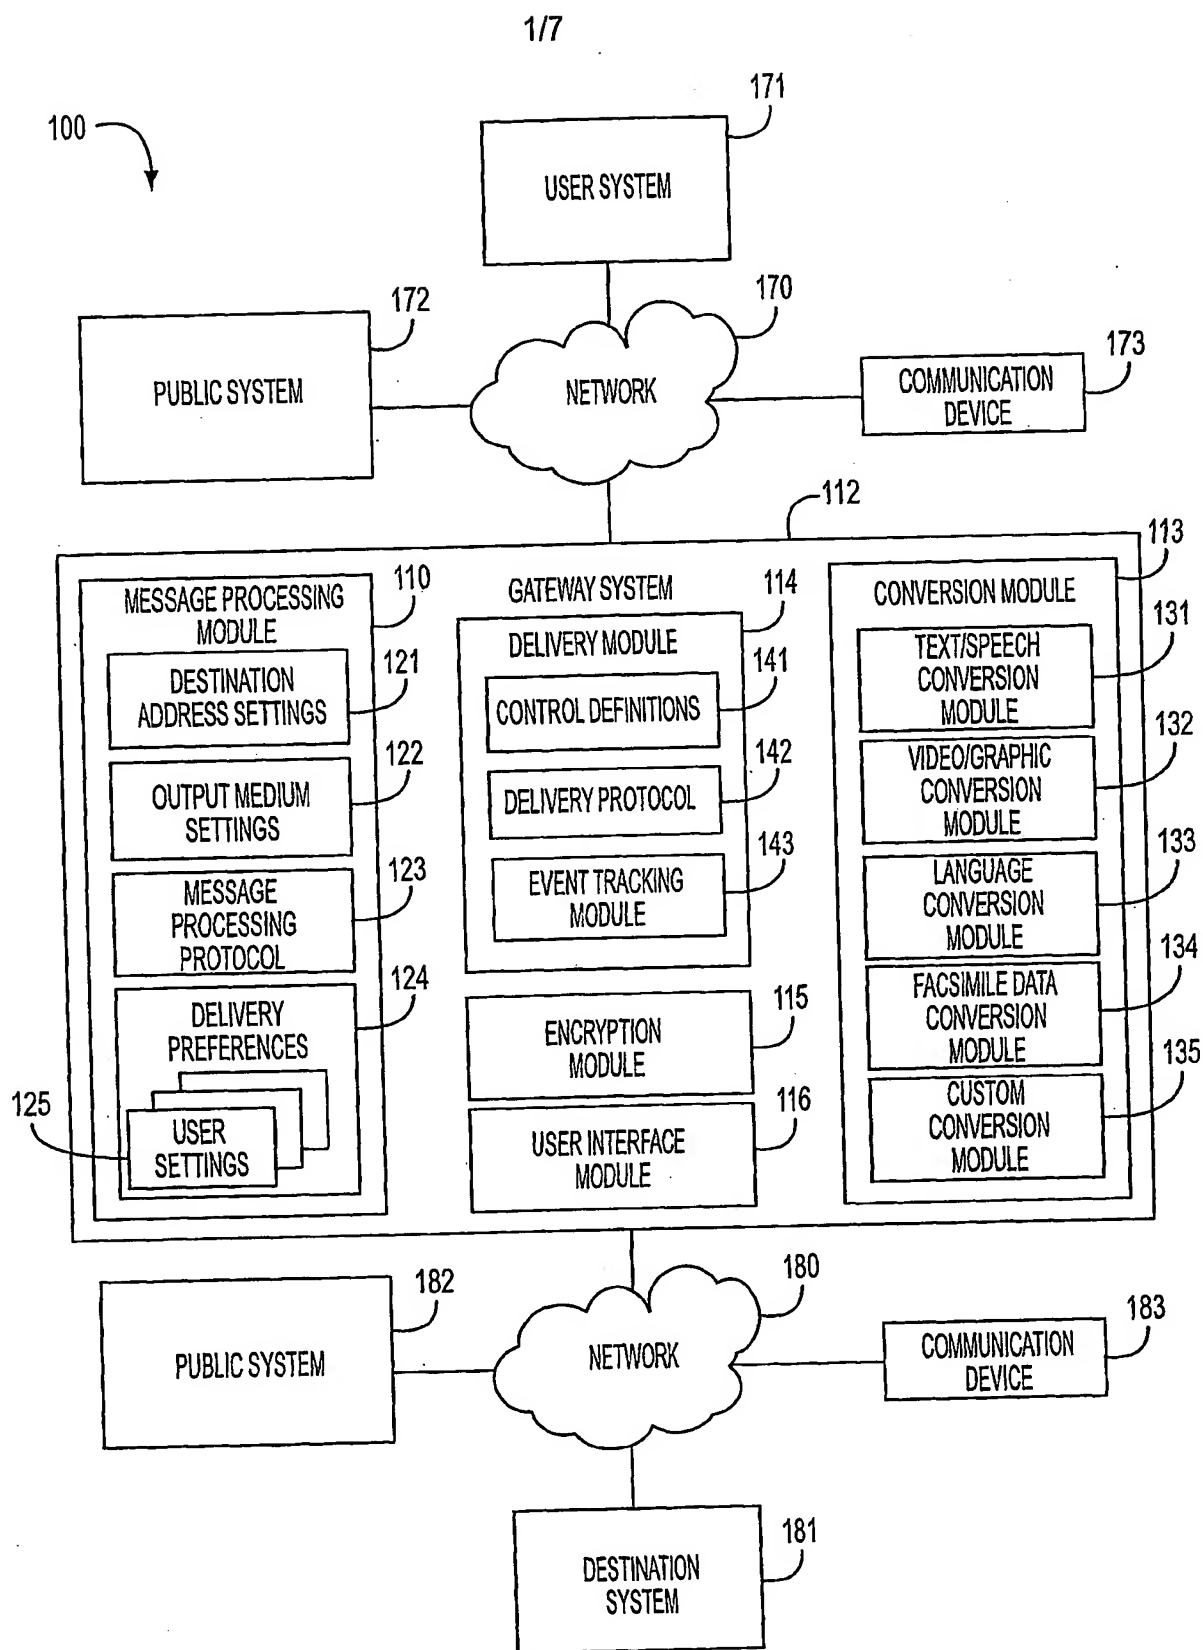 1/7
100
171
USER SYSTEM
172
PUBLIC SYSTEM
170
NETWORK
173
COMMUNICATION
DEVICE
112
GATEWAY SYSTEM
110
MESSAGE PROCESSING
MODULE
121
DESTINATION
ADDRESS SETTINGS
122
OUTPUT MEDIUM
SETTINGS
123
MESSAGE
PROCESSING
PROTOCOL
124
DELIVERY
PREFERENCES
125
USER
SETTINGS
114
DELIVERY MODULE
141
CONTROL DEFINITIONS
142
DELIVERY PROTOCOL
143
EVENT TRACKING
MODULE
115
ENCRYPTION
MODULE
116
USER INTERFACE
MODULE
113
CONVERSION MODULE
131
TEXT/SPEECH
CONVERSION
MODULE
132
VIDEO/GRAPHIC
CONVERSION
MODULE
133
LANGUAGE
CONVERSION
MODULE
134
FACSIMILE DATA
CONVERSION
MODULE
135
CUSTOM
CONVERSION
MODULE
182
PUBLIC SYSTEM
180
NETWORK
183
COMMUNICATION
DEVICE
181
DESTINATION
SYSTEM